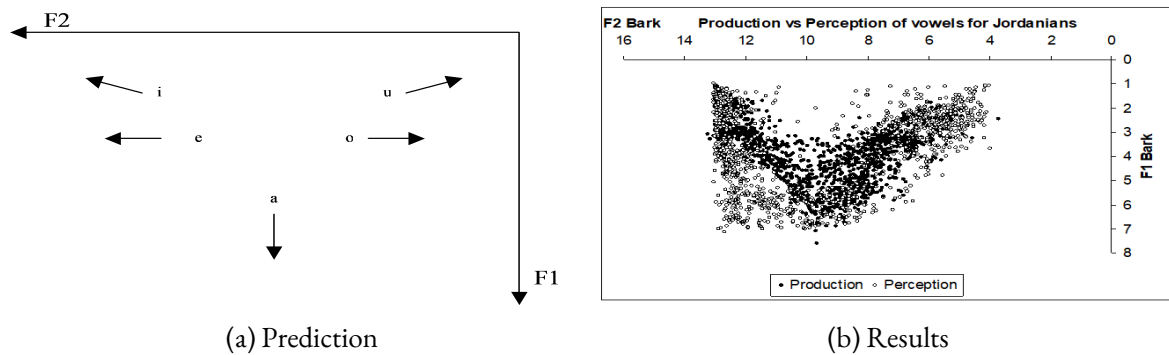 F2
i
u
e
o
a
F1
(a) Prediction
F2 Bark
Production vs Perception of vowels for Jordanians
16 14 12 10 8 6 4 2 0
0
1
2
3
4
5
6
7
8
F1 Bark
Production Perception
(b) Results